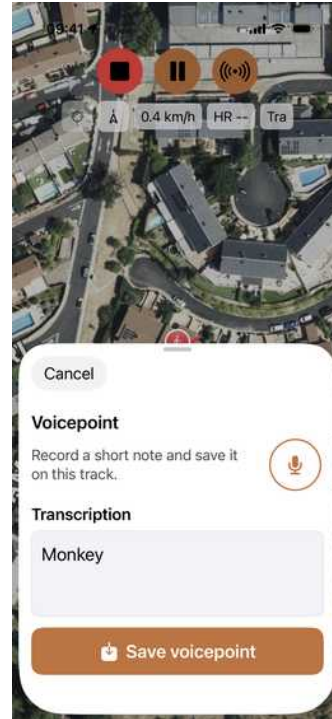 09:41
0.4 km/h HR -- Tra
Cancel
Voicepoint
Record a short note and save it
on this track.
Transcription
Monkey
Save voicepoint